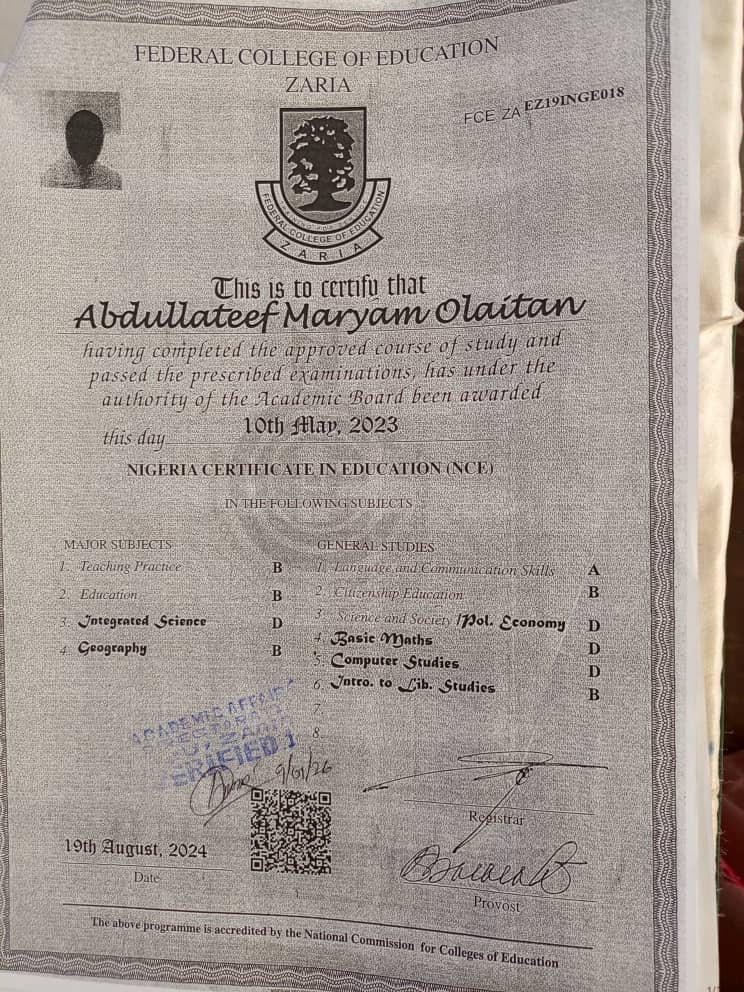 FEDERAL COLLEGE OF EDUCATION
ZARIA
FCE ZA EZ19INGE018
FEDERAL COLLEGE OF EDUCATION
ZARIA
This is to certify that
Abdullateef Maryam Olaitan
having completed the approved course of study and
passed the prescribed examinations, has under the
authority of the Academic Board been awarded
this day 10th May, 2023
NIGERIA CERTIFICATE IN EDUCATION (NCE)
IN THE FOLLOWING SUBJECTS
MAJOR SUBJECTS
1. Teaching Practice B
2. Education B
3. Integrated Science D
4. Geography B
GENERAL STUDIES
1. Language and Communication Skills A
2. Citizenship Education B
3. Science and Society /Pol. Economy D
4. Basic Maths D
5. Computer Studies D
6. Intro. to Lib. Studies B
7.
8.
ACADEMIC AFFAIRS
9/01/26
Registrar
19th August, 2024
Date
Provost
The above programme is accredited by the National Commission for Colleges of Education